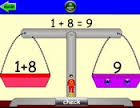 1 + 8 = 9
1+8
9
check